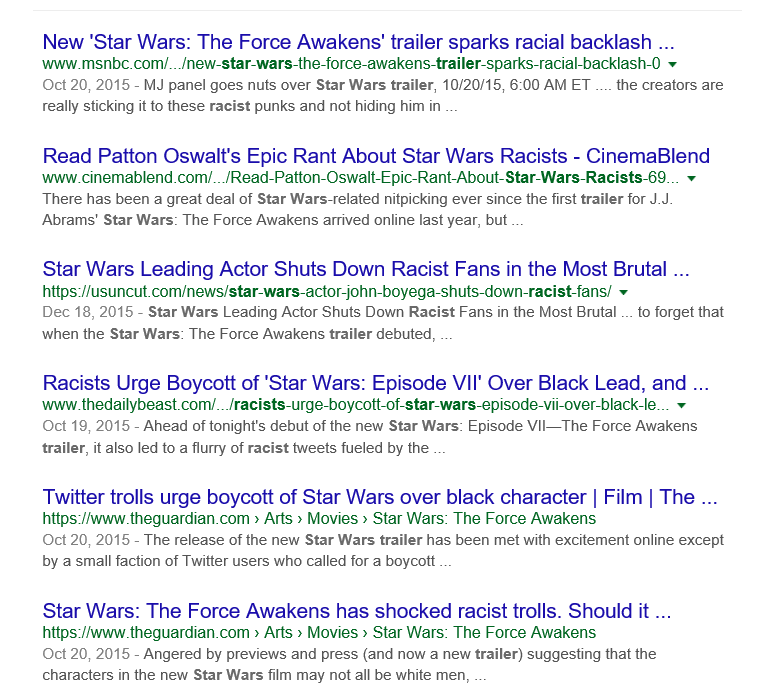 New 'Star Wars: The Force Awakens' trailer sparks racial backlash ...
www.msnbc.com/.../new-star-wars-the-force-awakens-trailer-sparks-racial-backlash-0
Oct 20, 2015 - MJ panel goes nuts over Star Wars trailer, 10/20/15, 6:00 AM ET .... the creators are
really sticking it to these racist punks and not hiding him in ...
Read Patton Oswalt's Epic Rant About Star Wars Racists - CinemaBlend
www.cinemablend.com/.../Read-Patton-Oswalt-Epic-Rant-About-Star-Wars-Racists-69...
There has been a great deal of Star Wars-related nitpicking ever since the first trailer for J.J.
Abrams' Star Wars: The Force Awakens arrived online last year, but ...
Star Wars Leading Actor Shuts Down Racist Fans in the Most Brutal ...
https://usuncut.com/news/star-wars-actor-john-boyega-shuts-down-racist-fans/
Dec 18, 2015 - Star Wars Leading Actor Shuts Down Racist Fans in the Most Brutal ... to forget that
when the Star Wars: The Force Awakens trailer debuted, ...
Racists Urge Boycott of 'Star Wars: Episode VII' Over Black Lead, and ...
www.thedailybeast.com/.../racists-urge-boycott-of-star-wars-episode-vii-over-black-le...
Oct 19, 2015 - Ahead of tonight's debut of the new Star Wars: Episode VII—The Force Awakens
trailer, it also led to a flurry of racist tweets fueled by the ...
Twitter trolls urge boycott of Star Wars over black character | Film | The ...
https://www.theguardian.com › Arts › Movies › Star Wars: The Force Awakens
Oct 20, 2015 - The release of the new Star Wars trailer has been met with excitement online except
by a small faction of Twitter users who called for a boycott ...
Star Wars: The Force Awakens has shocked racist trolls. Should it ...
https://www.theguardian.com › Arts › Movies › Star Wars: The Force Awakens
Oct 20, 2015 - Angered by previews and press (and now a new trailer) suggesting that the
characters in the new Star Wars film may not all be white men, ...